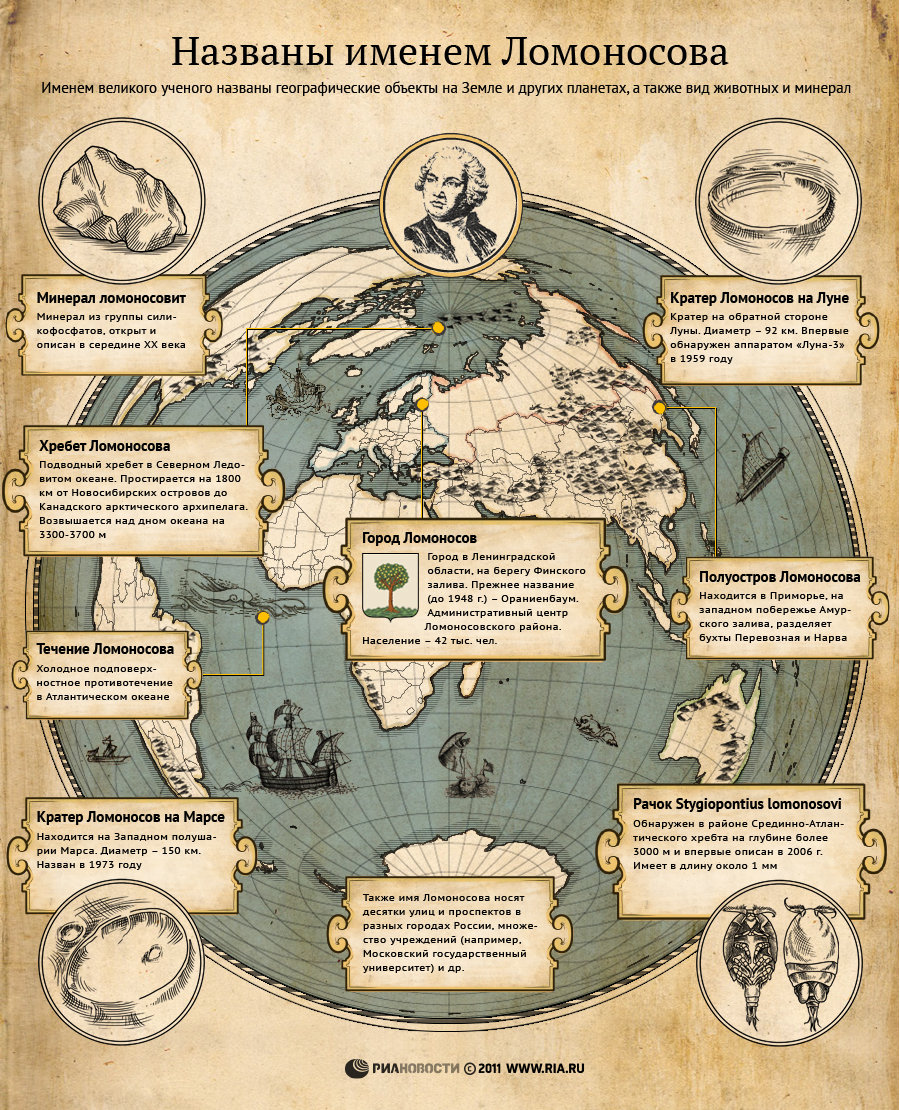 Названы именем Ломоносова
Именем великого ученого названы географические объекты на Земле и других планетах, а также вид животных и минерал
Минерал ломоносовит
Минерал из группы сили-
кофосфатов, открыт и
описан в середине XX века
Кратер Ломоносов на Луне
Кратер на обратной стороне
Луны. Диаметр – 92 км. Впервые
обнаружен аппаратом «Луна-3»
в 1959 году
Хребет Ломоносова
Подводный хребет в Северном Ледо-
витом океане. Простирается на 1800
км от Новосибирских островов до
Канадского арктического архипелага.
Возвышается над дном океана на
3300-3700 м
Город Ломоносов
Город в Ленинградской
области, на берегу Финского
залива. Прежнее название
(до 1948 г.) – Ораниенбаум.
Административный центр
Ломоносовского района.
Население – 42 тыс. чел.
Полуостров Ломоносова
Находится в Приморье, на
западном побережье Амур-
ского залива, разделяет
бухты Перевозная и Нарва
Течение Ломоносова
Холодное подповерх-
ностное противотечение
в Атлантическом океане
Кратер Ломоносов на Марсе
Находится на Западном полуша-
рии Марса. Диаметр – 150 км.
Назван в 1973 году
Рачок Stygiopontius lomonosovi
Обнаружен в районе Срединно-Атлан-
тического хребта на глубине более
3000 м и впервые описан в 2006 г.
Имеет в длину около 1 мм
Также имя Ломоносова носят
десятки улиц и проспектов в
разных городах России, множе-
ство учреждений (например,
Московский государственный
университет) и др.
РИАНОВОСТИ © 2011 WWW.RIA.RU